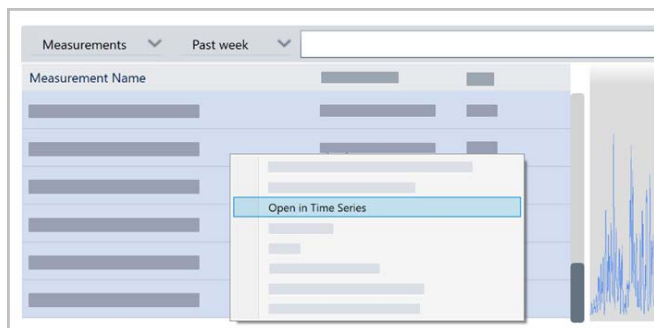 Measurements
Past week
Measurement Name
Open in Time Series